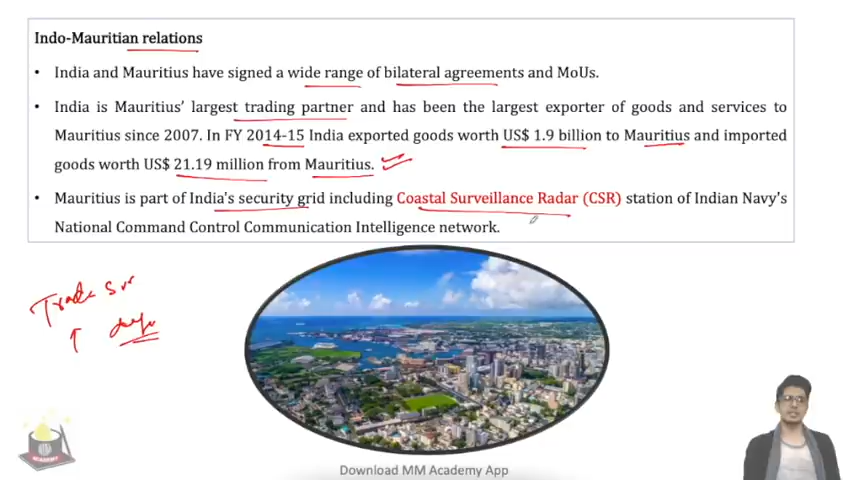 Indo-Mauritian relations
• India and Mauritius have signed a wide range of bilateral agreements and MoUs.
• India is Mauritius' largest trading partner and has been the largest exporter of goods and services to
Mauritius since 2007. In FY 2014-15 India exported goods worth US$ 1.9 billion to Mauritius and imported
goods worth US$ 21.19 million from Mauritius.
• Mauritius is part of India's security grid including Coastal Surveillance Radar (CSR) station of Indian Navy's
National Command Control Communication Intelligence network.
Trade
ACADEMY
Download MM Academy App